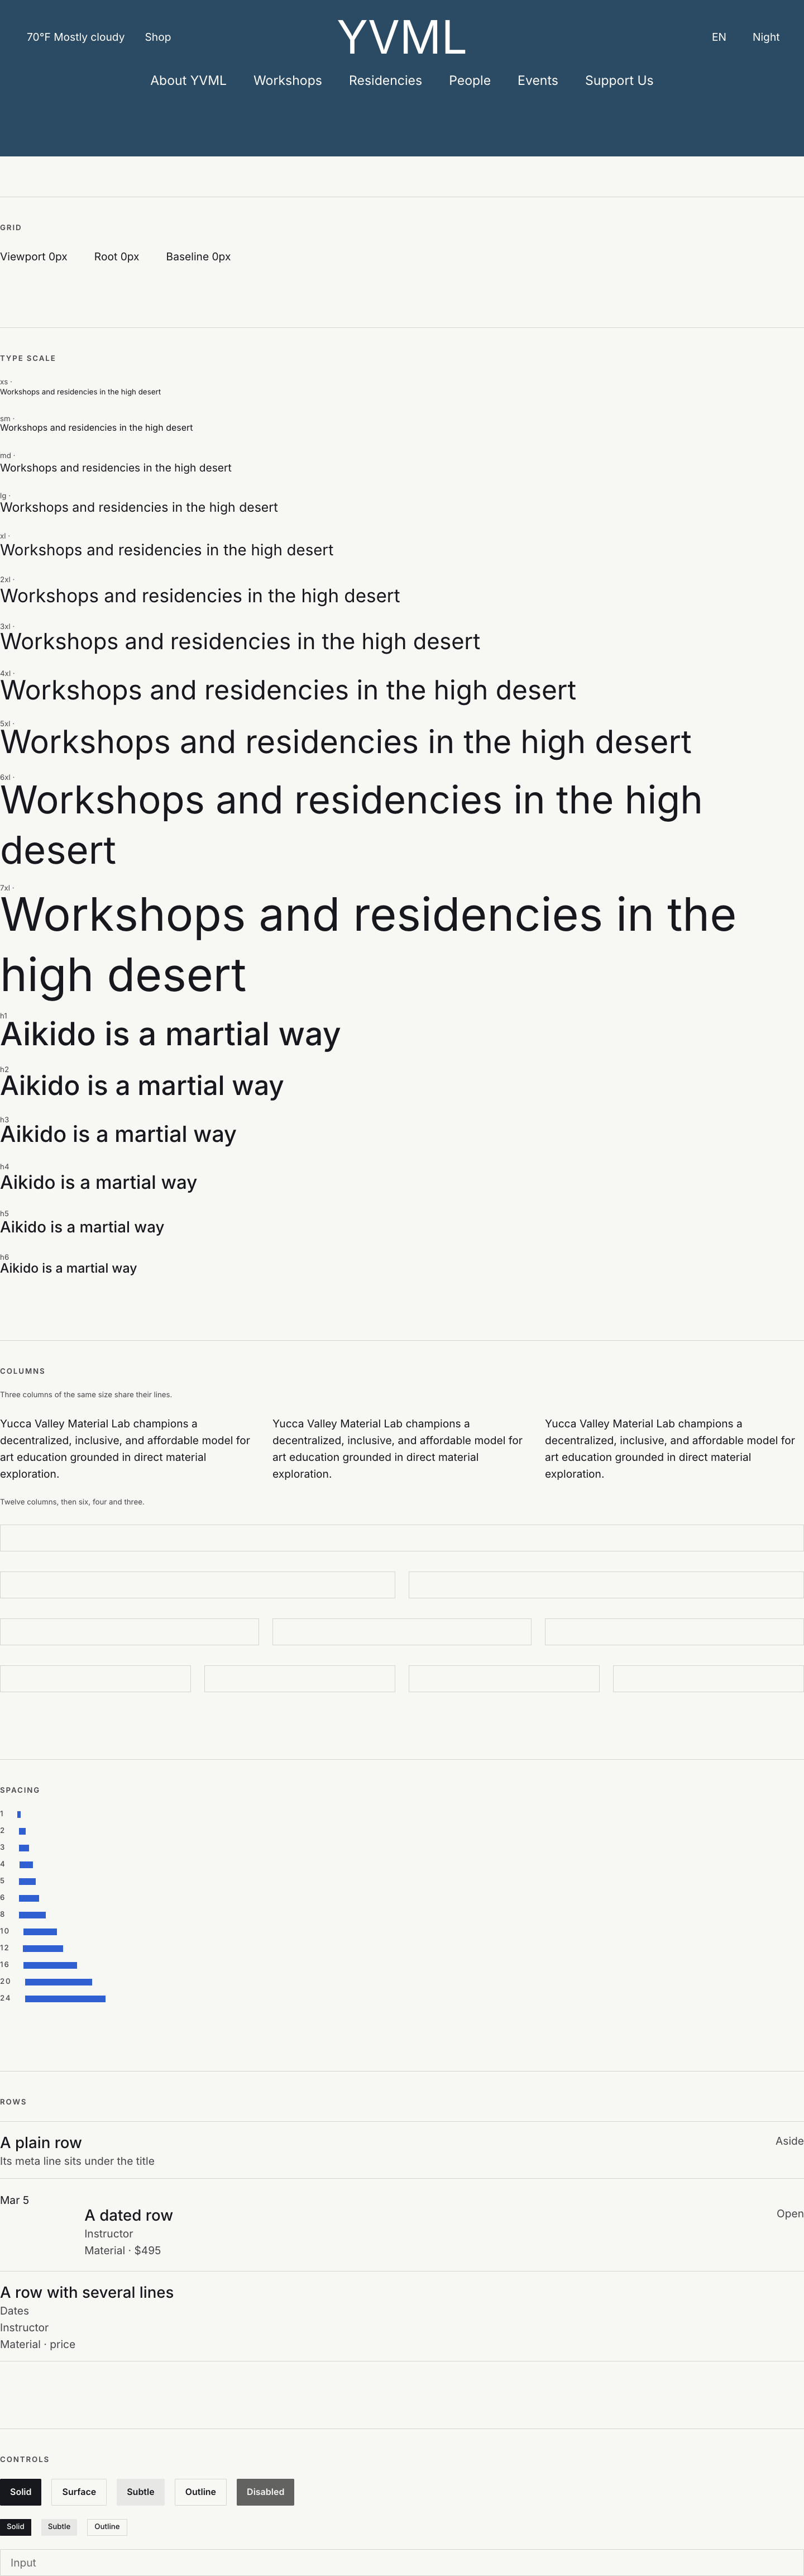 70°F Mostly cloudy Shop YVML EN Night
About YVML Workshops Residencies People Events Support Us
GRID
Viewport 0px Root 0px Baseline 0px
TYPE SCALE
xs ·
Workshops and residencies in the high desert
sm ·
Workshops and residencies in the high desert
md ·
Workshops and residencies in the high desert
lg ·
Workshops and residencies in the high desert
xl ·
Workshops and residencies in the high desert
2xl ·
Workshops and residencies in the high desert
3xl ·
Workshops and residencies in the high desert
4xl ·
Workshops and residencies in the high desert
5xl ·
Workshops and residencies in the high desert
6xl ·
Workshops and residencies in the high
desert
7xl ·
Workshops and residencies in the
high desert
h1
Aikido is a martial way
h2
Aikido is a martial way
h3
Aikido is a martial way
h4
Aikido is a martial way
h5
Aikido is a martial way
h6
Aikido is a martial way
COLUMNS
Three columns of the same size share their lines.
Yucca Valley Material Lab champions a
decentralized, inclusive, and affordable model for
art education grounded in direct material
exploration.
Yucca Valley Material Lab champions a
decentralized, inclusive, and affordable model for
art education grounded in direct material
exploration.
Yucca Valley Material Lab champions a
decentralized, inclusive, and affordable model for
art education grounded in direct material
exploration.
Twelve columns, then six, four and three.
SPACING
1
2
3
4
5
6
8
10
12
16
20
24
ROWS
A plain row Aside
Its meta line sits under the title
Mar 5
A dated row Open
Instructor
Material · $495
A row with several lines
Dates
Instructor
Material · price
CONTROLS
Solid Surface Subtle Outline Disabled
Solid Subtle Outline
Input